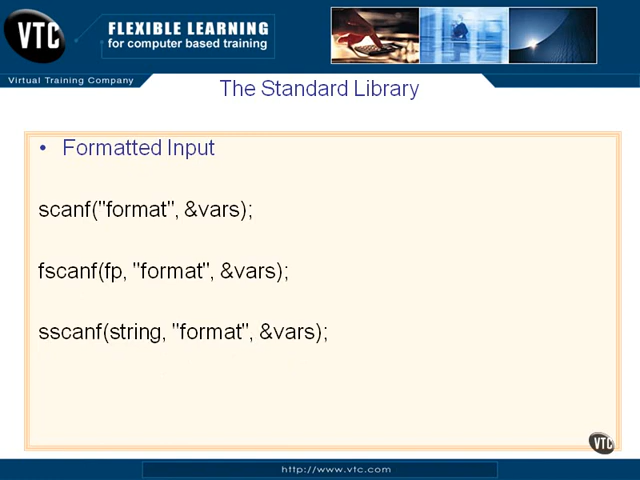 VTC
FLEXIBLE LEARNING
for computer based training
Virtual Training Company
The Standard Library
• Formatted Input
scanf("format", &vars);
fscanf(fp, "format", &vars);
sscanf(string, "format", &vars);
VTC
http://www.vtc.com